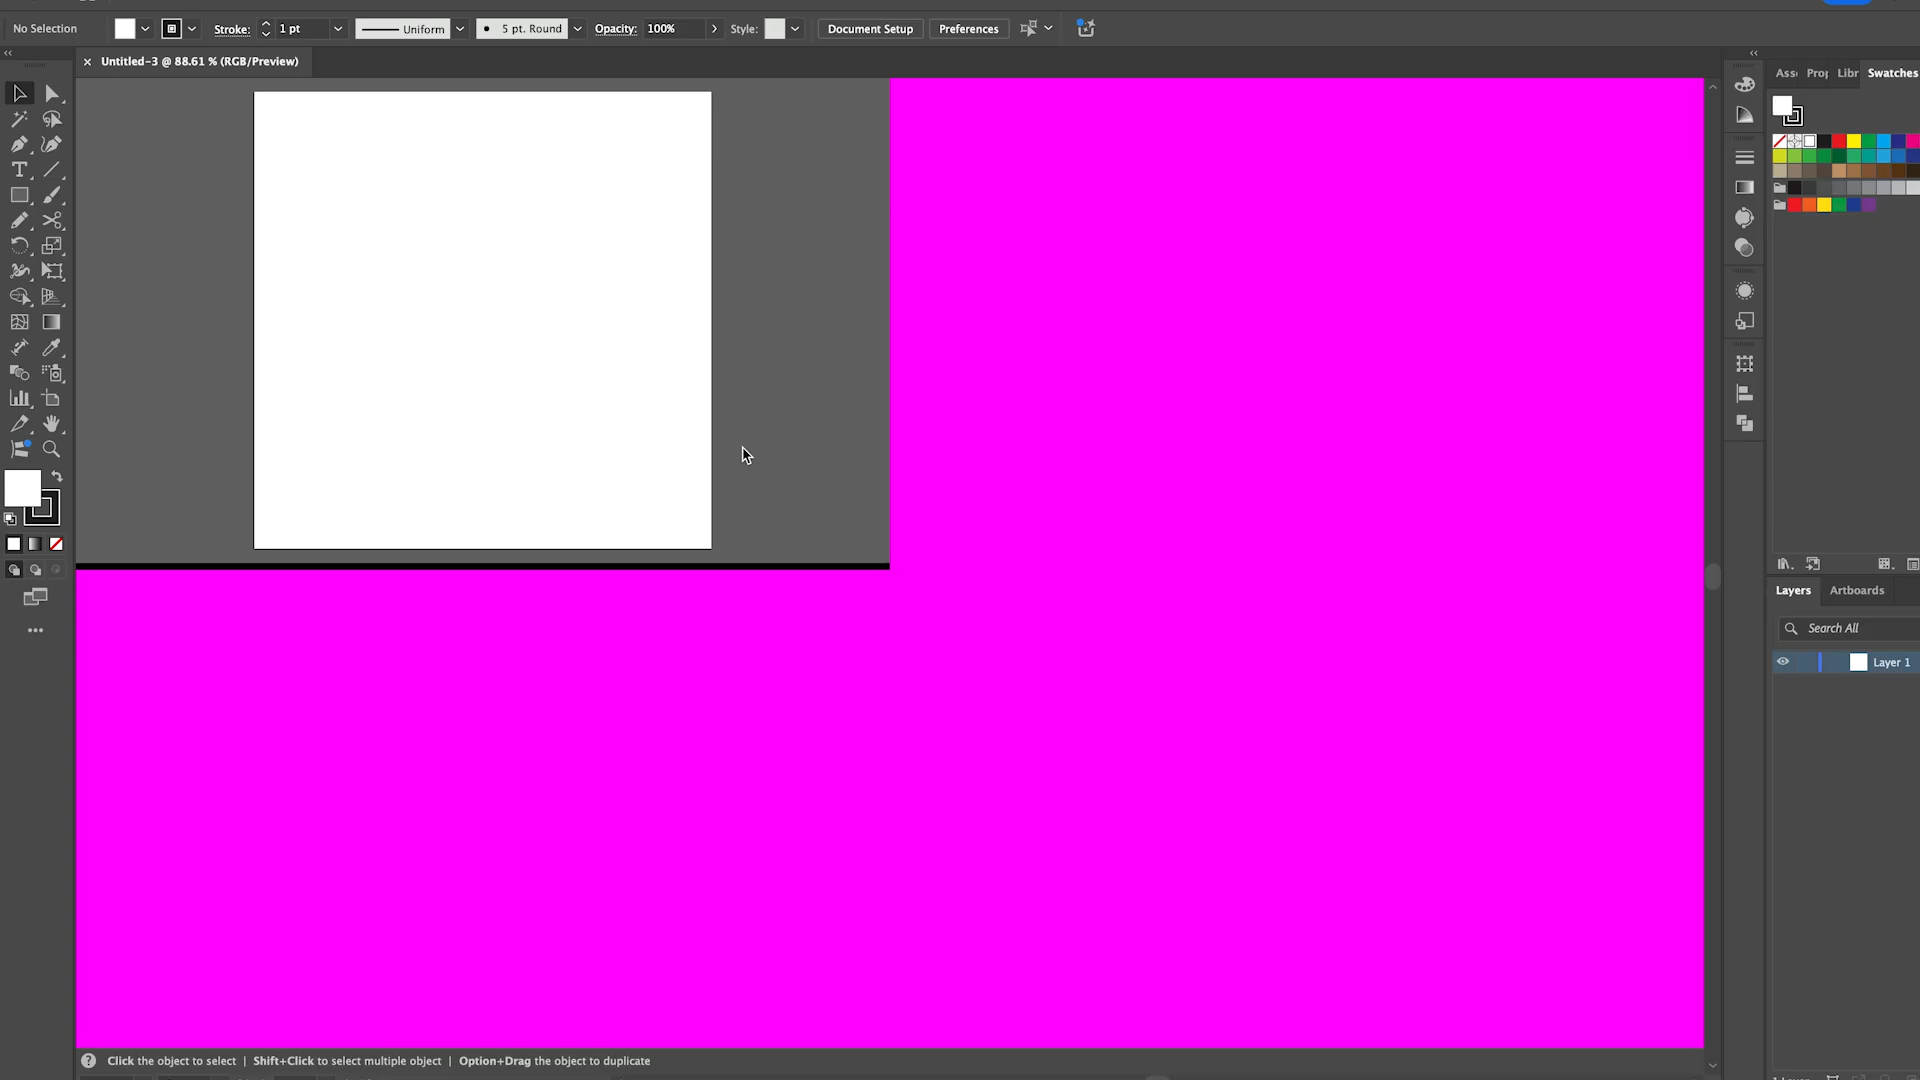 No Selection
Stroke: 1 pt Uniform 5 pt. Round Opacity: 100% Style: Document Setup Preferences
Untitled-3 @ 88.61 % (RGB/Preview)
Libr Swatches
Layers Artboards
Search All
Layer 1
Click the object to select | Shift+Click to select multiple object | Option+Drag the object to duplicate